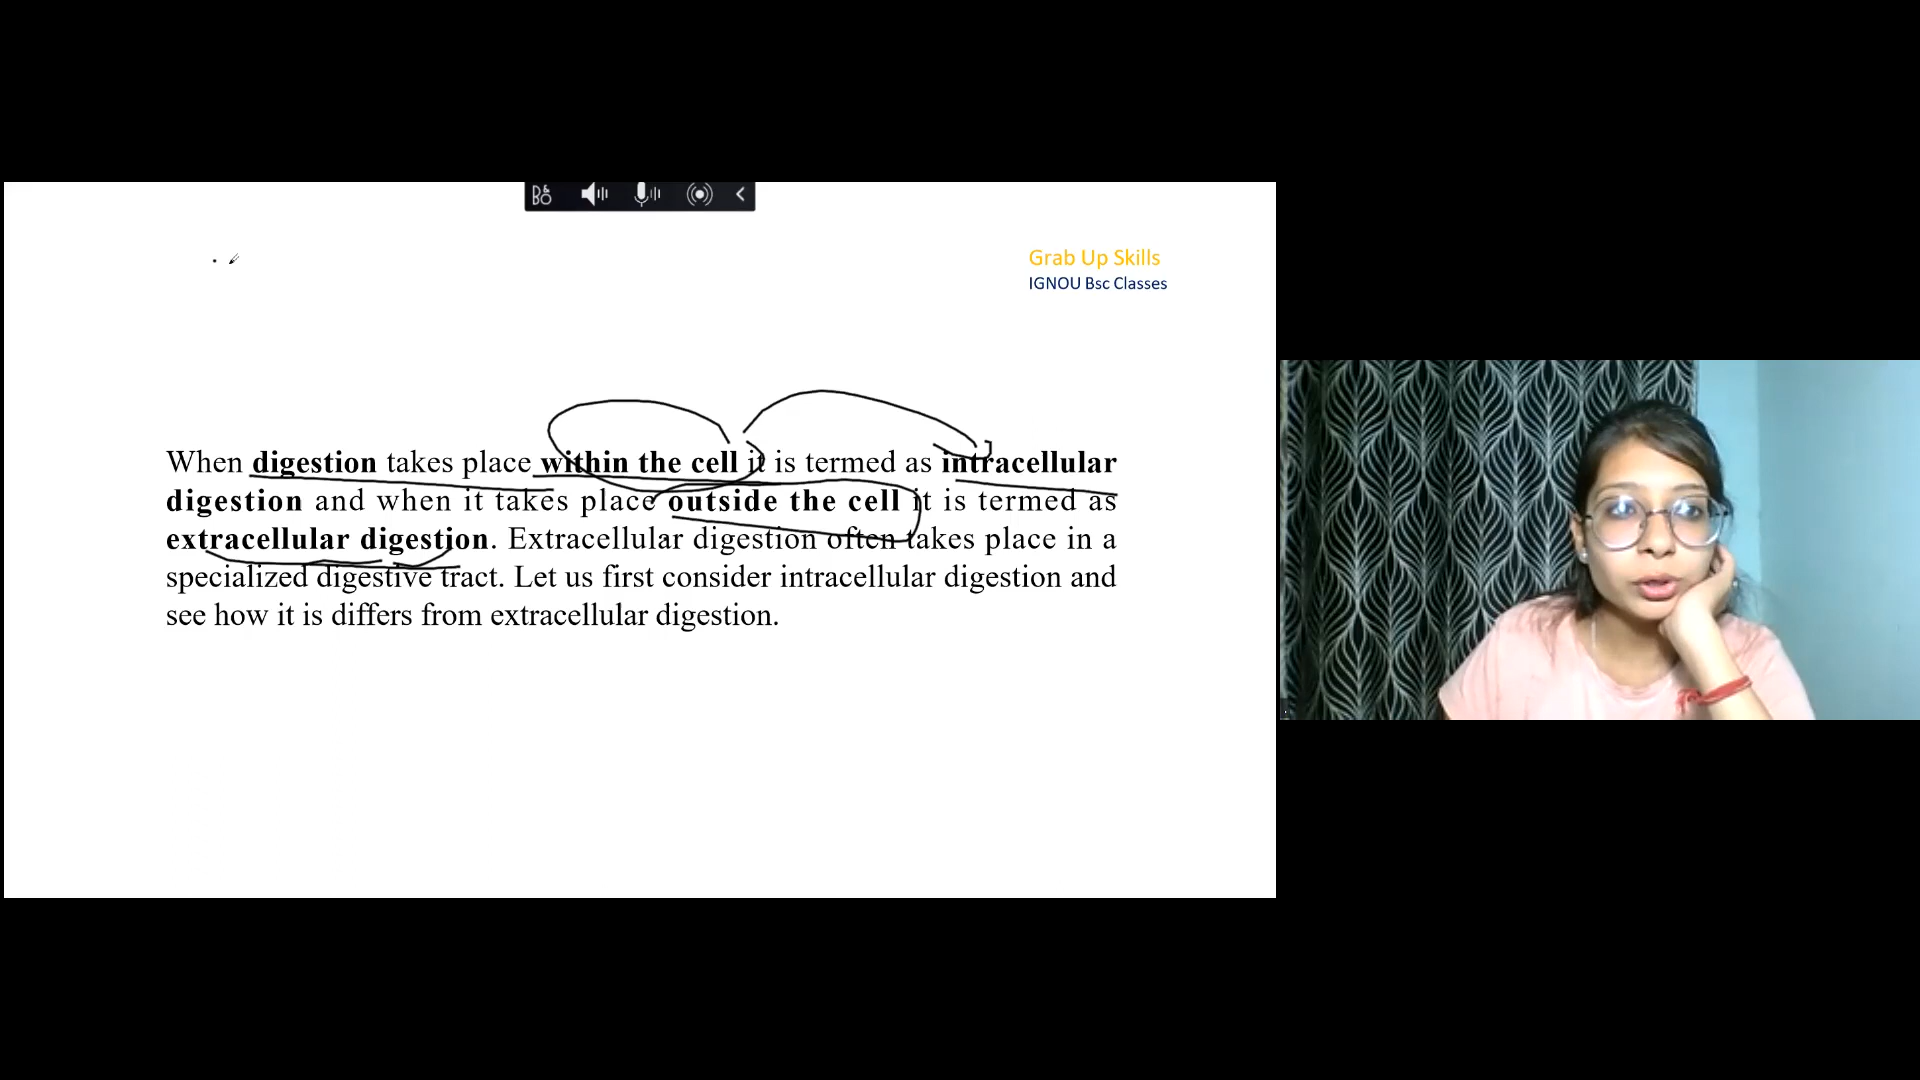 Grab Up Skills
IGNOU Bsc Classes
When digestion takes place within the cell it is termed as intracellular
digestion and when it takes place outside the cell it is termed as
extracellular digestion. Extracellular digestion often takes place in a
specialized digestive tract. Let us first consider intracellular digestion and
see how it is differs from extracellular digestion.